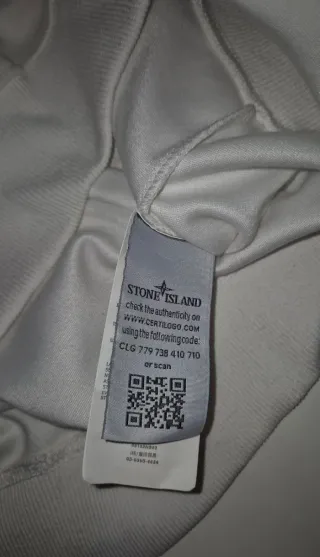 STONE ISLAND
check the authenticity on
WWW.CERTILOGO.COM
using the following code:
CLG 779 738 410 710
or scan